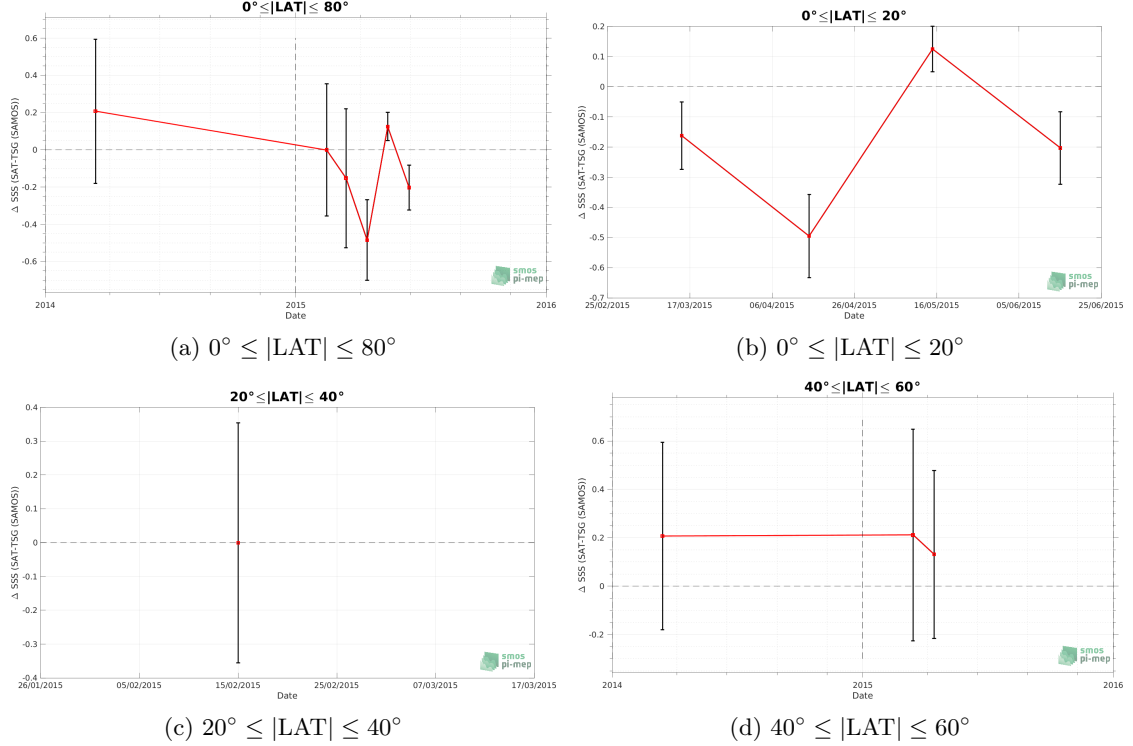 0°≤|LAT|≤ 80°
0.6
0.4
0.2
0
-0.2
-0.4
-0.6
Δ SSS (SAT-TSG (SAMOS))
2014
2015
2016
Date
smos
pi-mep
(a) 0° ≤ |LAT| ≤ 80°
0°≤|LAT|≤ 20°
0.2
0.1
0
-0.1
-0.2
-0.3
-0.4
-0.5
-0.6
-0.7
Δ SSS (SAT-TSG (SAMOS))
25/02/2015
17/03/2015
06/04/2015
26/04/2015
16/05/2015
05/06/2015
25/06/2015
Date
smos
pi-mep
(b) 0° ≤ |LAT| ≤ 20°
20°≤|LAT|≤ 40°
0.4
0.3
0.2
0.1
0
-0.1
-0.2
-0.3
-0.4
Δ SSS (SAT-TSG (SAMOS))
26/01/2015
05/02/2015
15/02/2015
25/02/2015
07/03/2015
17/03/2015
Date
smos
pi-mep
(c) 20° ≤ |LAT| ≤ 40°
40°≤|LAT|≤ 60°
0.6
0.4
0.2
0
-0.2
Δ SSS (SAT-TSG (SAMOS))
2014
2015
2016
Date
smos
pi-mep
(d) 40° ≤ |LAT| ≤ 60°